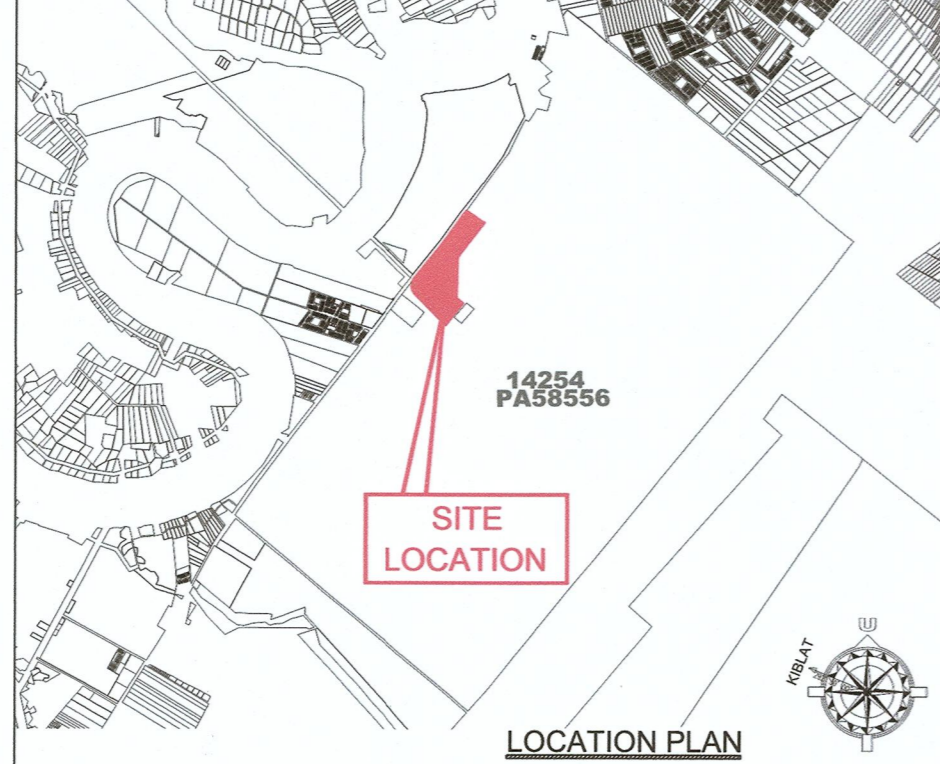 14254
PA58556
SITE
LOCATION
U
KIBLAT
LOCATION PLAN